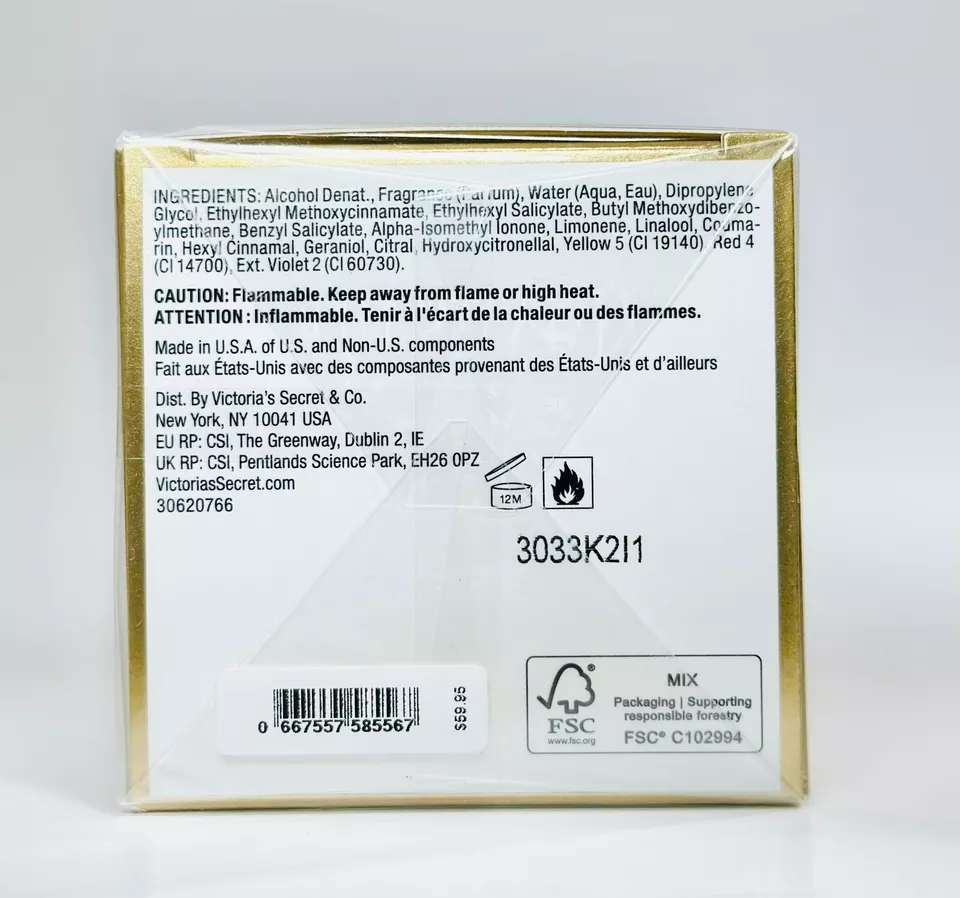 INGREDIENTS: Alcohol Denat., Fragrance (Parfum), Water (Aqua, Eau), Dipropylene
Glycol, Ethylhexyl Methoxycinnamate, Ethylhexyl Salicylate, Butyl Methoxydibenzo-
ylmethane, Benzyl Salicylate, Alpha-Isomethyl Ionone, Limonene, Linalool, Couma-
rin, Hexyl Cinnamal, Geraniol, Citral, Hydroxycitronellal, Yellow 5 (CI 19140), Red 4
(CI 14700), Ext. Violet 2 (CI 60730).
CAUTION: Flammable. Keep away from flame or high heat.
ATTENTION : Inflammable. Tenir à l'écart de la chaleur ou des flammes.
Made in U.S.A. of U.S. and Non-U.S. components
Fait aux États-Unis avec des composantes provenant des États-Unis et d'ailleurs
Dist. By Victoria's Secret & Co.
New York, NY 10041 USA
EU RP: CSI, The Greenway, Dublin 2, IE
UK RP: CSI, Pentlands Science Park, EH26 0PZ
VictoriasSecret.com
30620766
12M
3033K2I1
0 667557 585567
$59.95
FSC®
www.fsc.org
MIX
Packaging | Supporting
responsible forestry
FSC® C102994